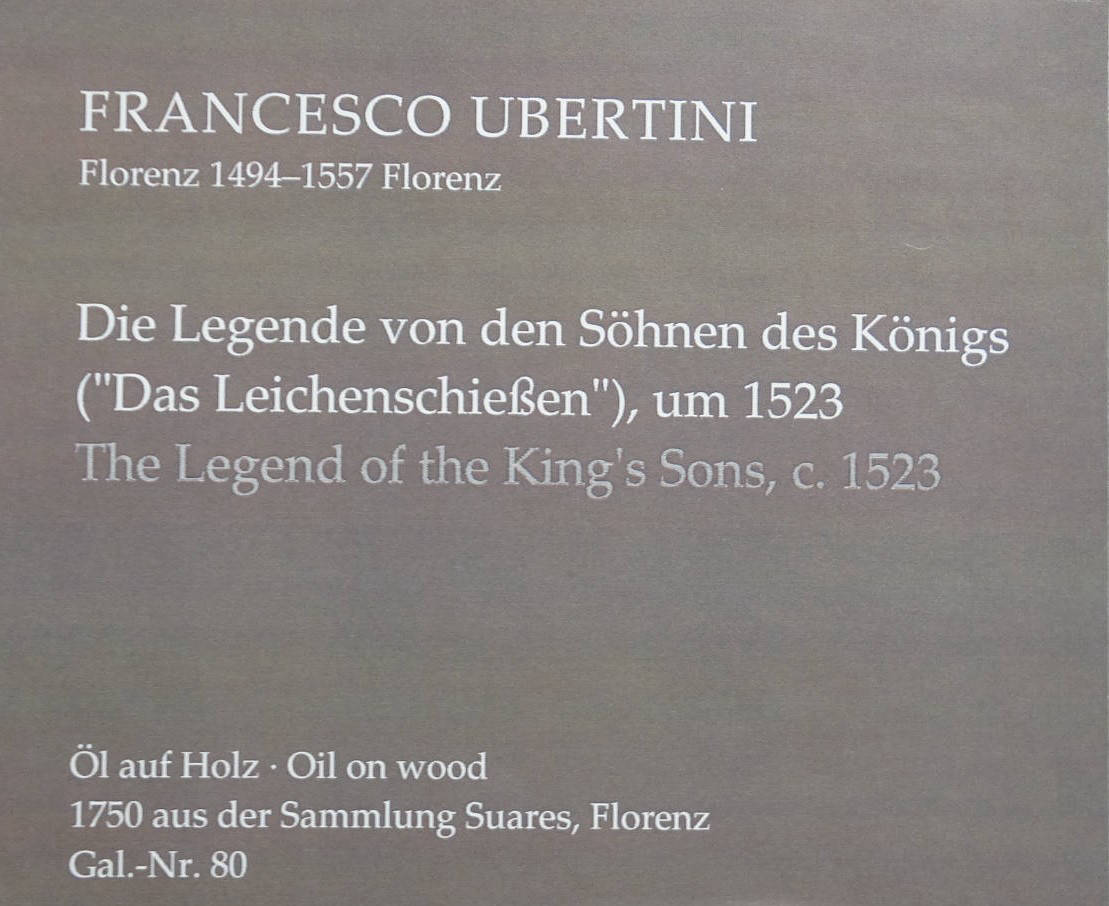 FRANCESCO UBERTINI
Florenz 1494–1557 Florenz
Die Legende von den Söhnen des Königs
("Das Leichenschießen"), um 1523
The Legend of the King's Sons, c. 1523
Öl auf Holz · Oil on wood
1750 aus der Sammlung Suares, Florenz
Gal.-Nr. 80